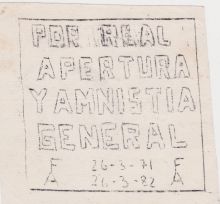 POR REAL
APERTURA
Y AMNISTIA
GENERAL
26-3-71
26-3-82